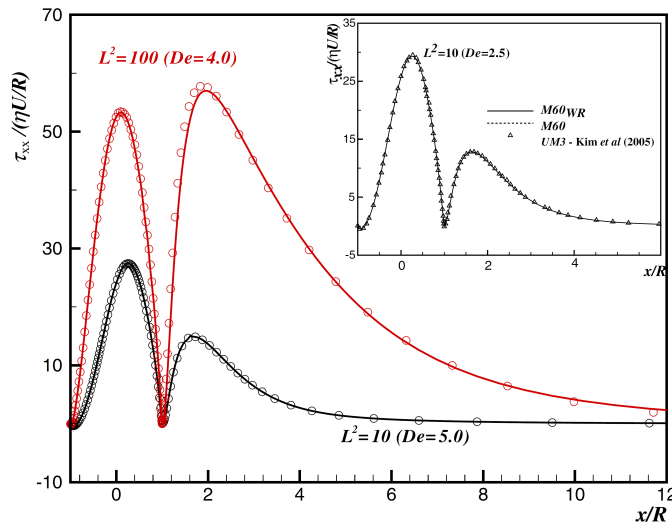 70
50
30
10
-10
τxx/(ηU/R)
L²=100 (De=4.0)
L²=10 (De=5.0)
0
2
4
6
8
10
12
x/R
35
25
15
5
-5
τxx/(ηU/R)
L²=10 (De=2.5)
M60WR
M60
UM3 - Kim et al (2005)
0
2
4
x/R